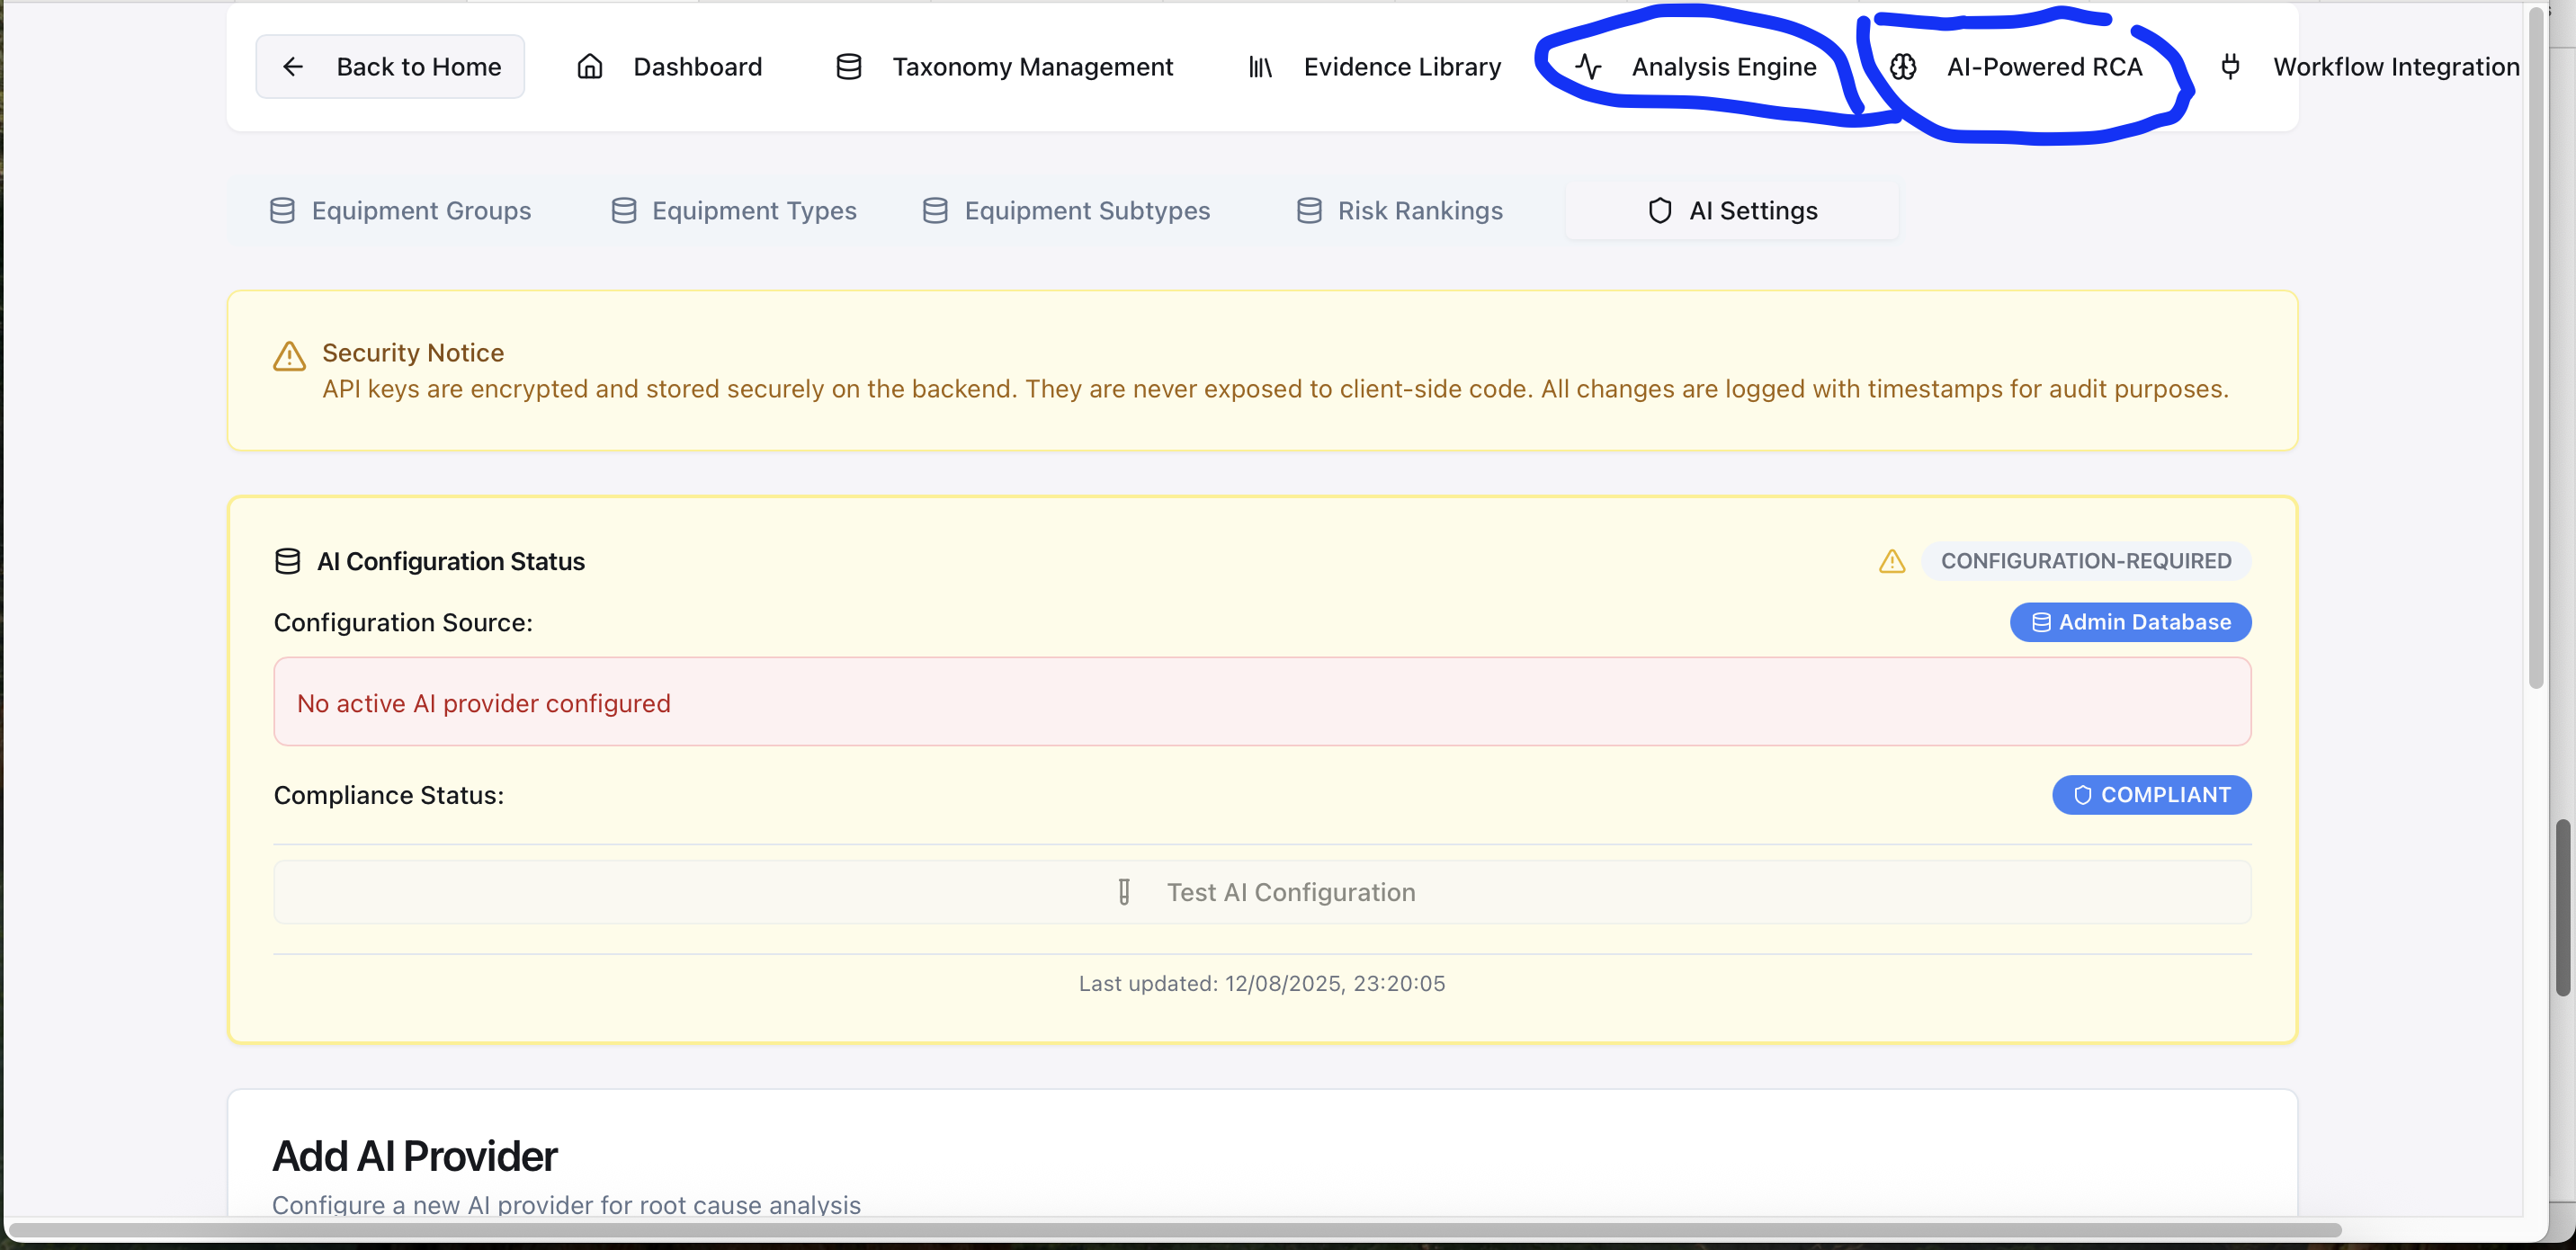 Back to Home Dashboard Taxonomy Management Evidence Library Analysis Engine AI-Powered RCA Workflow Integration
Equipment Groups Equipment Types Equipment Subtypes Risk Rankings AI Settings
Security Notice
API keys are encrypted and stored securely on the backend. They are never exposed to client-side code. All changes are logged with timestamps for audit purposes.
AI Configuration Status CONFIGURATION-REQUIRED
Configuration Source: Admin Database
No active AI provider configured
Compliance Status: COMPLIANT
Test AI Configuration
Last updated: 12/08/2025, 23:20:05
Add AI Provider
Configure a new AI provider for root cause analysis